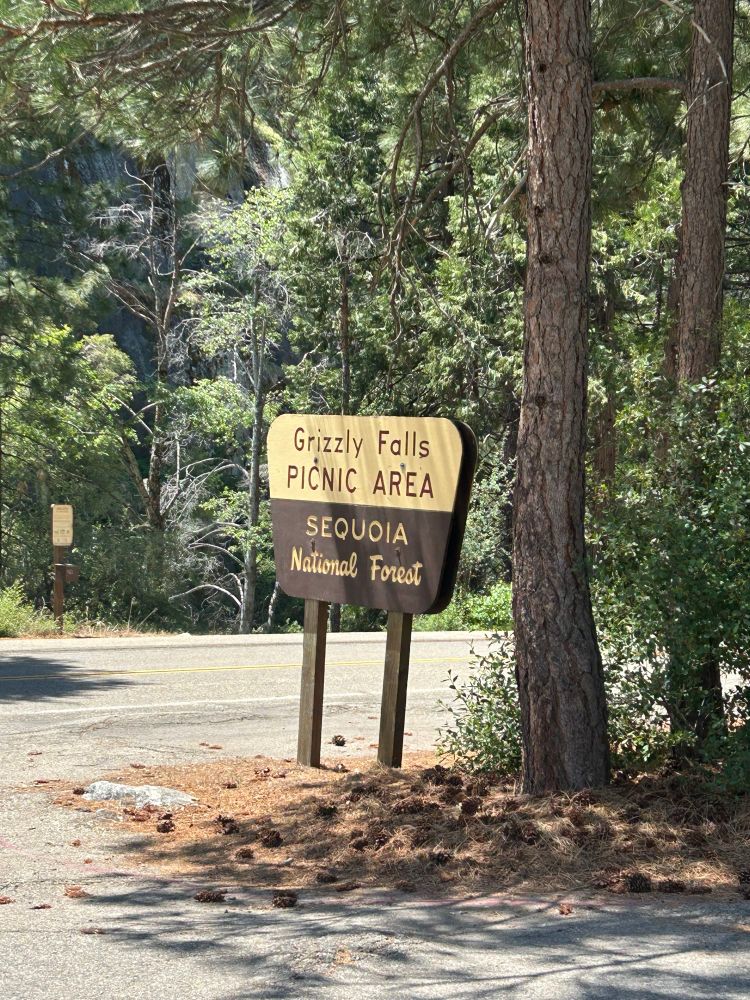 Grizzly Falls
PICNIC AREA
SEQUOIA
National Forest